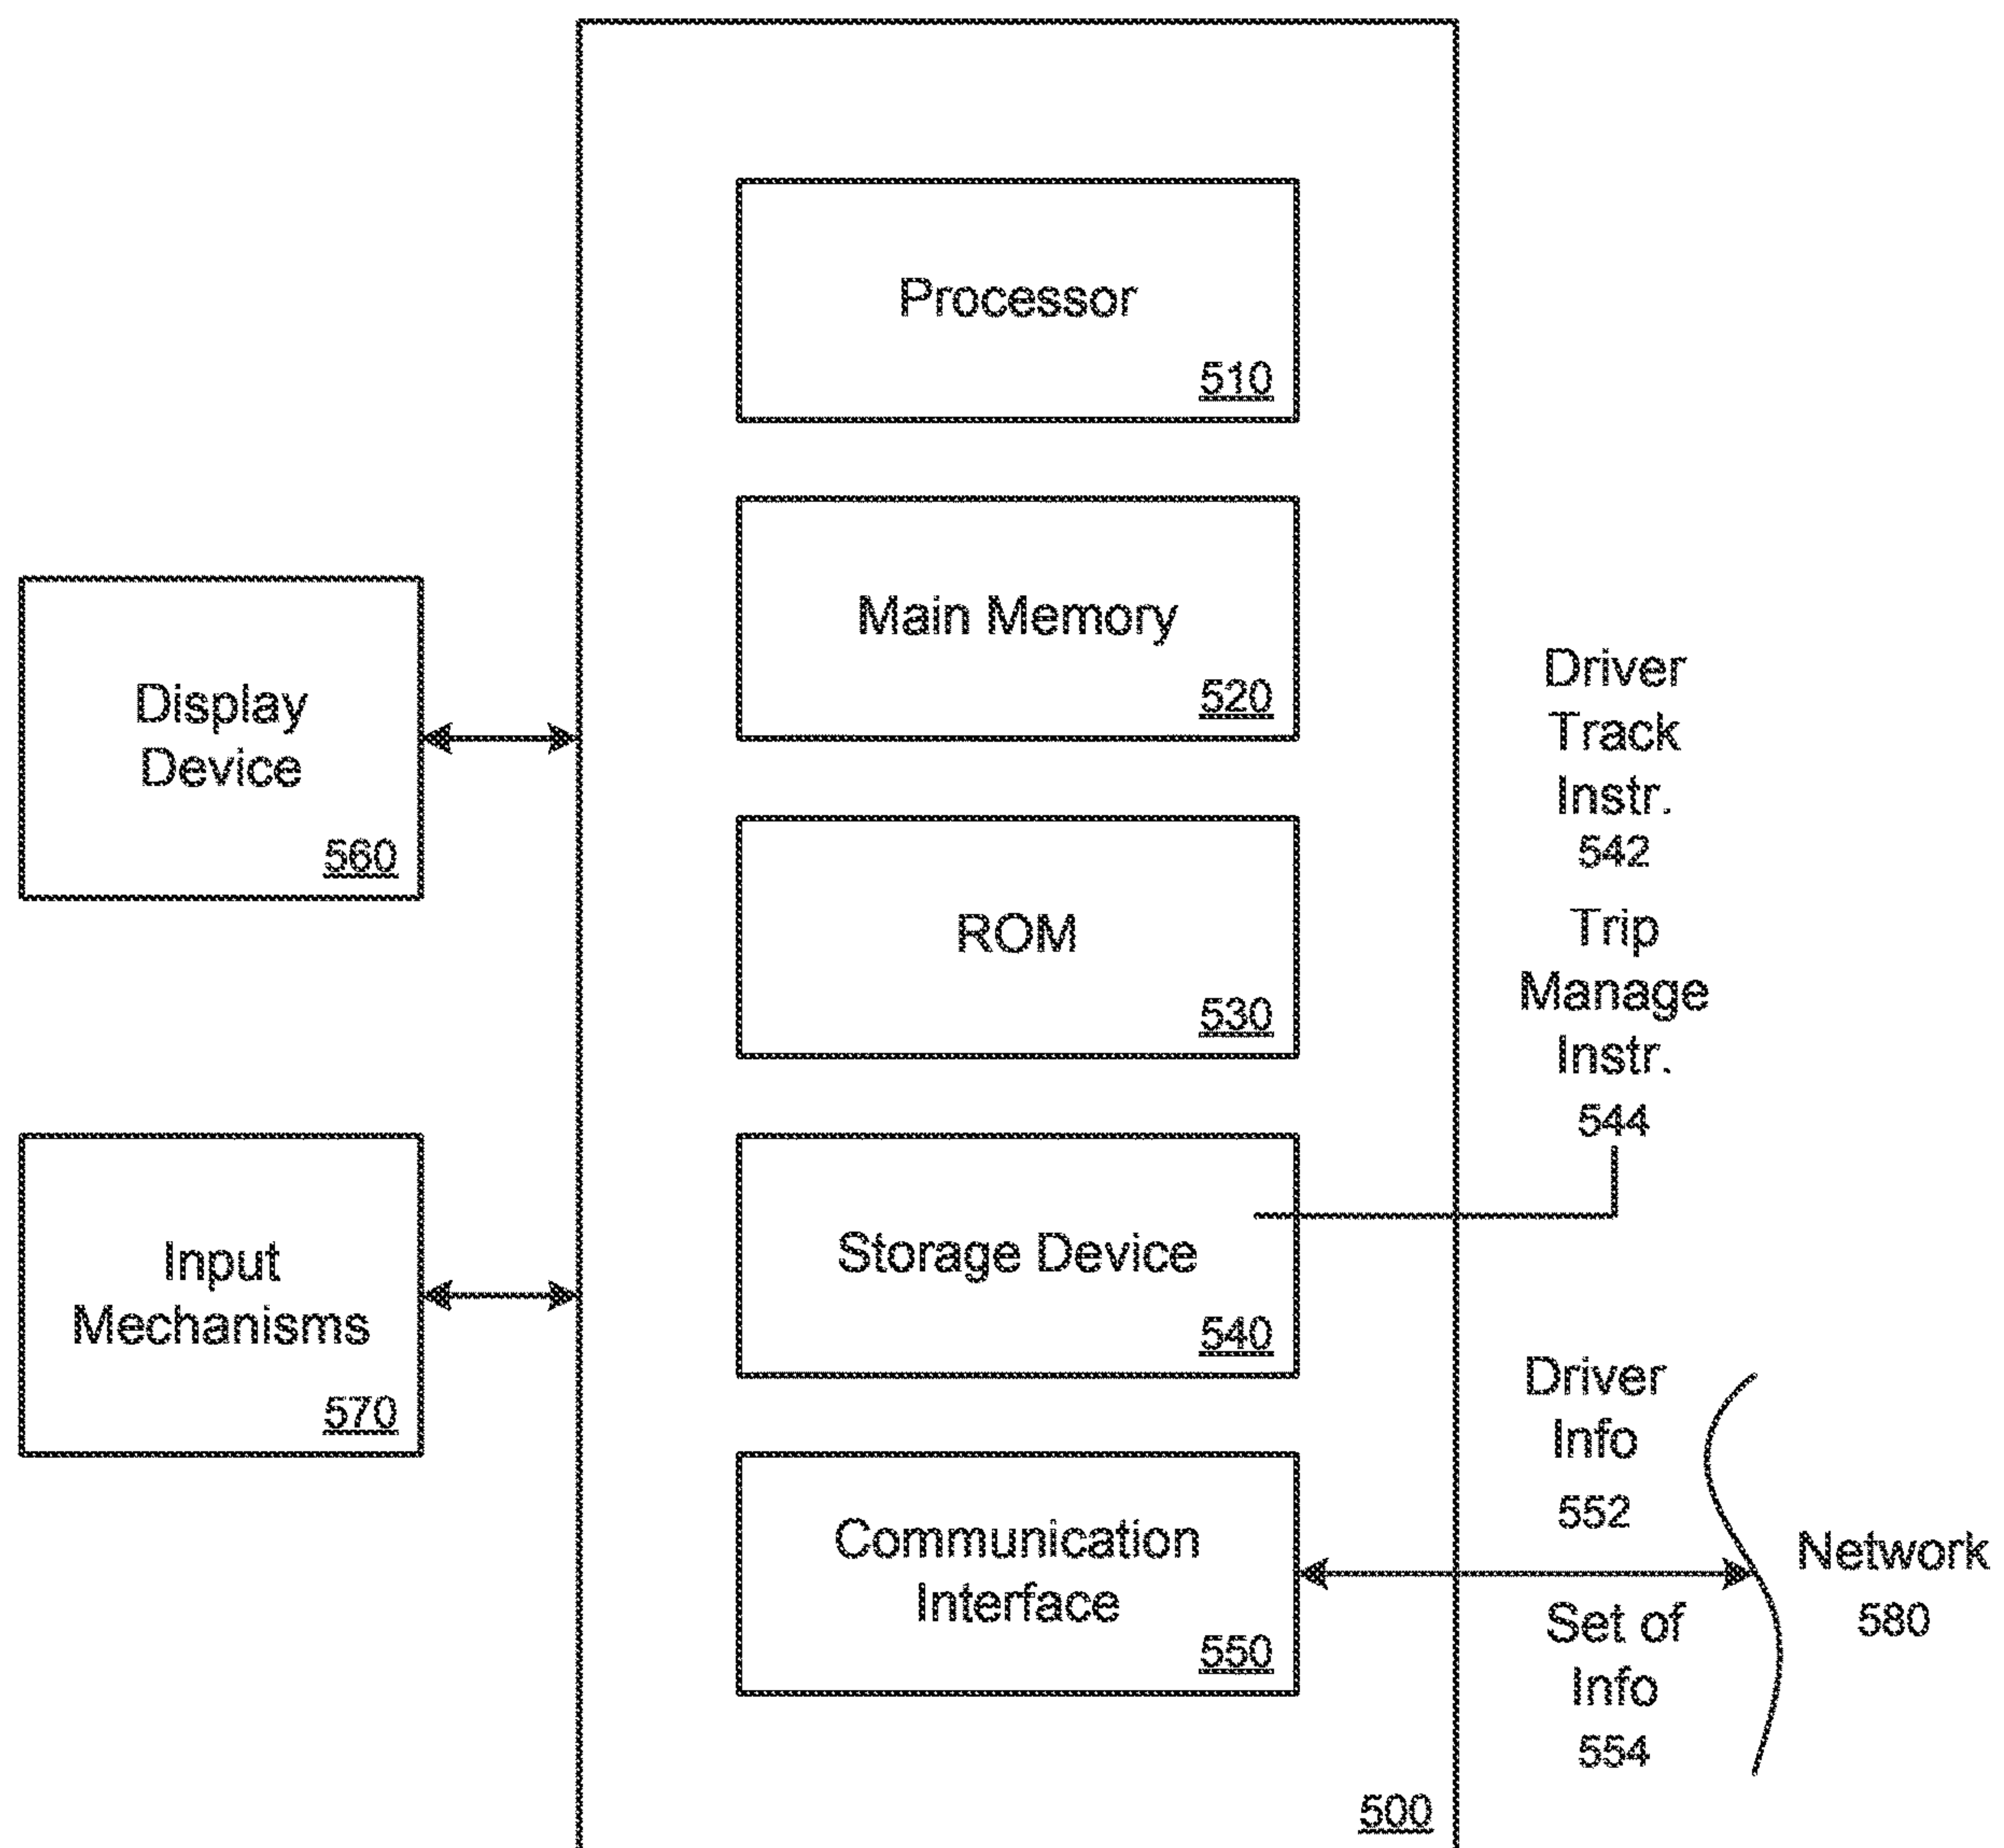 Processor
510
Main Memory
520
Display
Device
560
ROM
530
Driver
Track
Instr.
542
Trip
Manage
Instr.
544
Input
Mechanisms
570
Storage Device
540
Communication
Interface
550
Driver
Info
552
Set of
Info
554
Network
580
500